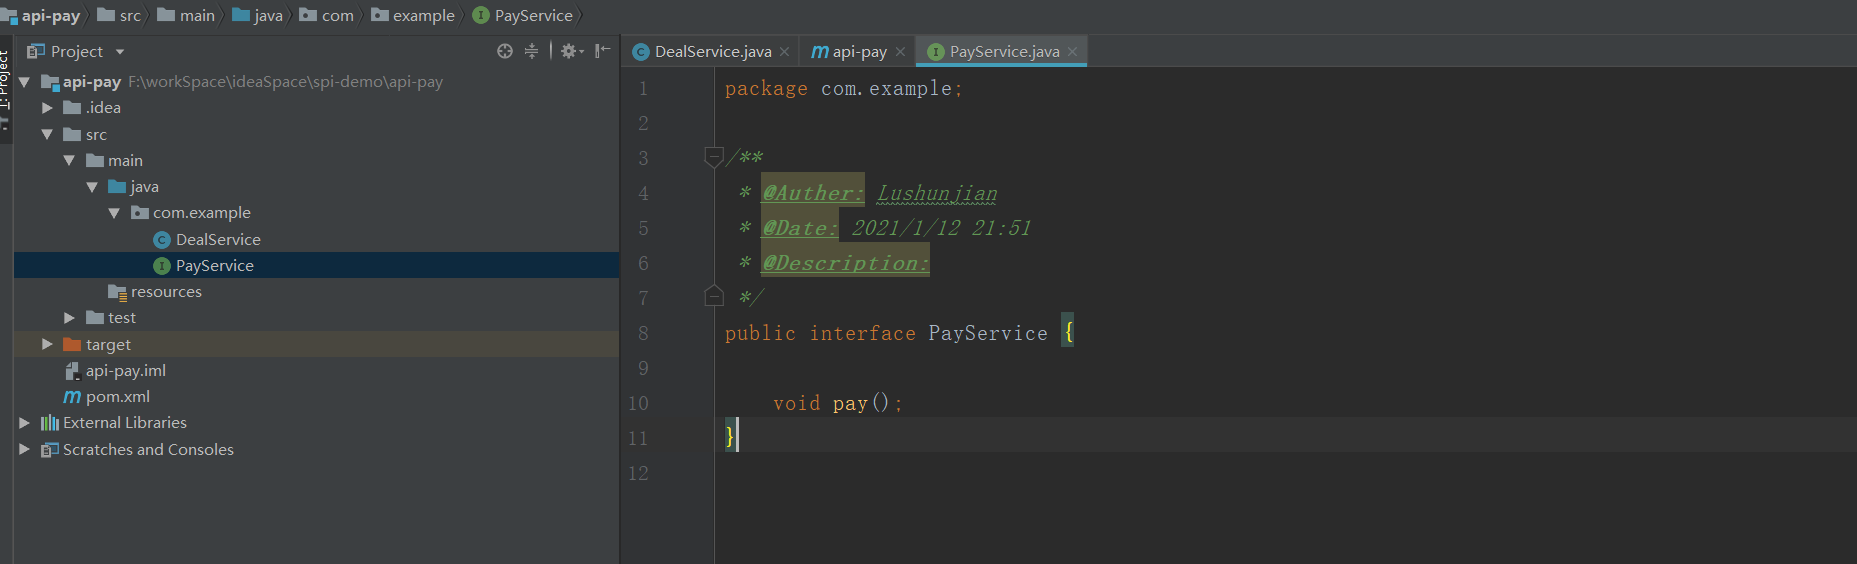 api-pay src main java com example PayService
Project
DealService.java api-pay PayService.java
1: Project
api-pay F:\workSpace\ideaSpace\spi-demo\api-pay
.idea
src
main
java
com.example
DealService
PayService
resources
test
target
api-pay.iml
pom.xml
External Libraries
Scratches and Consoles
1 package com.example;
2
3 /**
4 * @Auther: Lushunjian
5 * @Date: 2021/1/12 21:51
6 * @Description:
7 */
8 public interface PayService {
9
10 void pay();
11 }
12